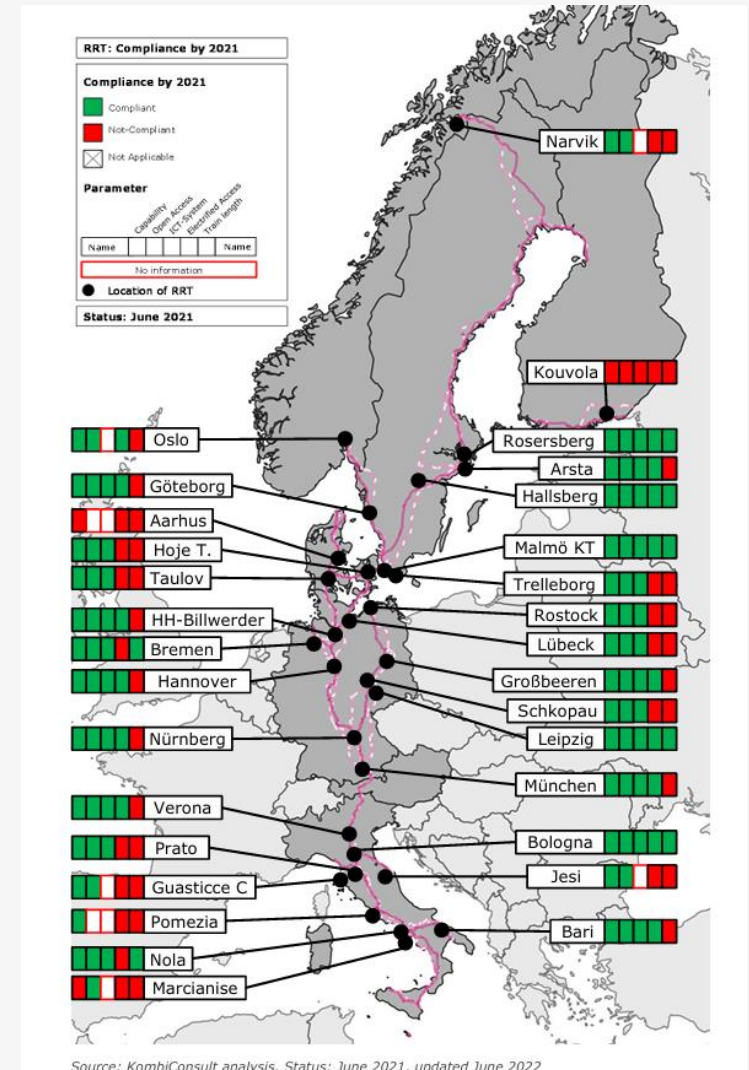 RRT: Compliance by 2021
Compliance by 2021
Compliant
Not-Compliant
Not Applicable
Parameter
Capability
Open Access
ICT-System
Electrified Access
Train length
Name
Name
No information
Location of RRT
Status: June 2021
Narvik
Kouvola
Oslo
Rosersberg
Arsta
Göteborg
Hallsberg
Aarhus
Hoje T.
Malmö KT
Taulov
Trelleborg
Rostock
HH-Billwerder
Lübeck
Bremen
Hannover
Großbeeren
Schkopau
Nürnberg
Leipzig
München
Verona
Prato
Bologna
Guasticce C
Jesi
Pomezia
Bari
Nola
Marcianise
Source: KombiConsult analysis, Status: June 2021, updated June 2022